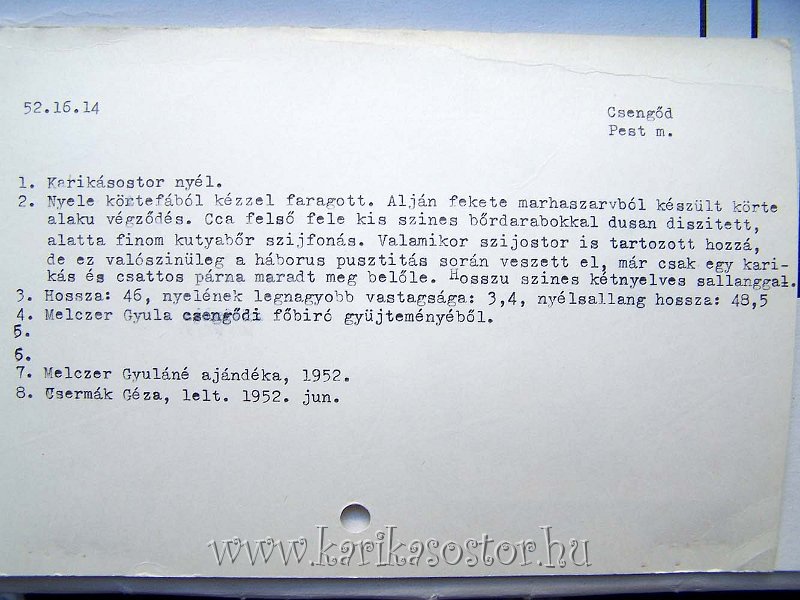 52.16.14
Csengőd
Pest m.
1. Karikásostor nyél.
2. Nyele körtefából kézzel faragott. Alján fekete marhaszarvból készült körte
alaku végződés. Cca felső fele kis szines bőrdarabokkal dusan diszitett,
alatta finom kutyabőr szijfonás. Valamikor szijostor is tartozott hozzá,
de ez valószinüleg a háborus pusztitás során veszett el, már csak egy kari-
kás és csattos párna maradt meg belőle. Hosszu szines kétnyelves sallanggal.
3. Hossza: 46, nyelének legnagyobb vastagsága: 3,4, nyélsallang hossza: 48,5
4. Melczer Gyula csengődi főbiró gyüjteményéből.
5.
6.
7. Melczer Gyuláné ajándéka, 1952.
8. Csermák Géza, lelt. 1952. jun.
www.karikasostor.hu